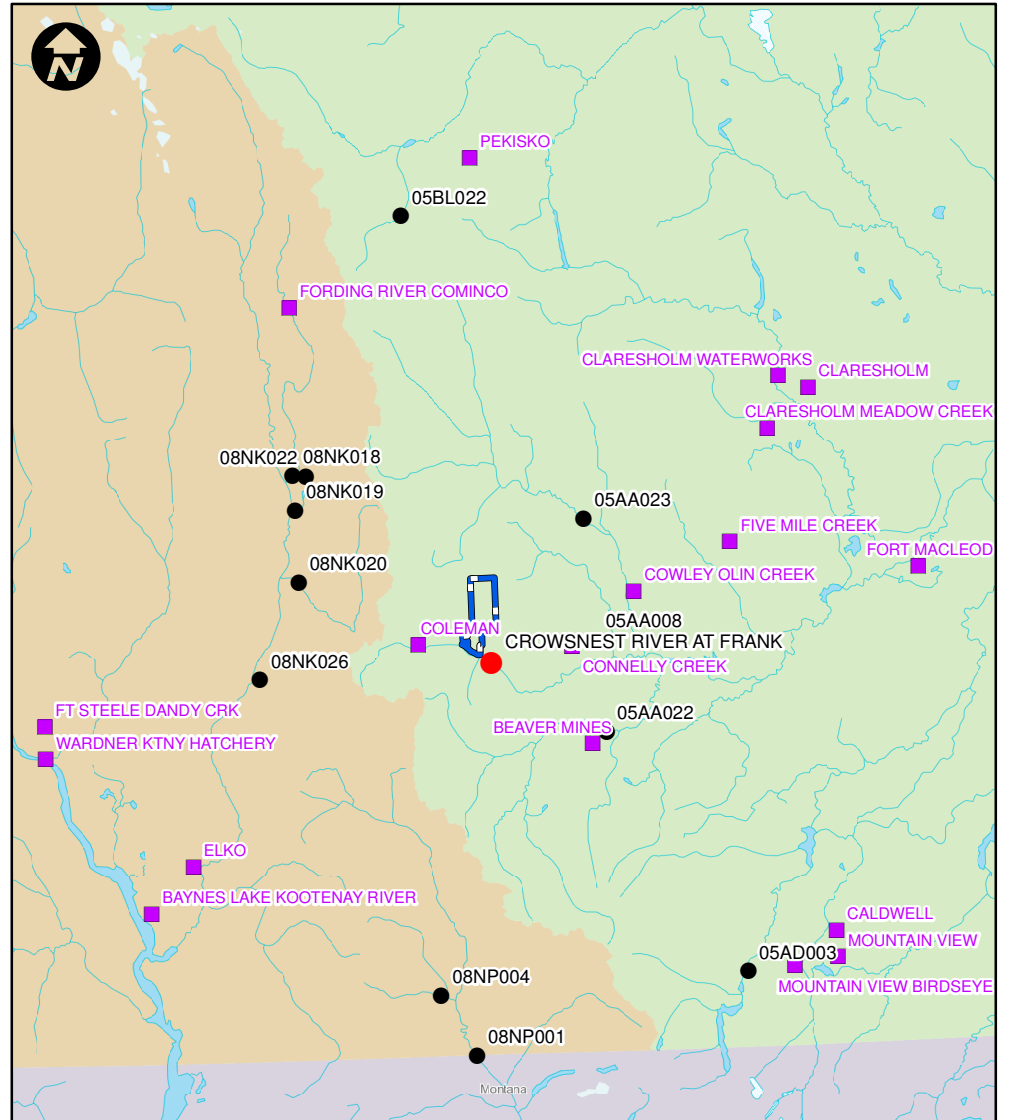 N
PEKISKO
05BL022
FORDING RIVER COMINCO
CLARESHOLM WATERWORKS
CLARESHOLM
CLARESHOLM MEADOW CREEK
08NK022
08NK018
08NK019
05AA023
FIVE MILE CREEK
FORT MACLEOD
08NK020
COWLEY OLIN CREEK
05AA008
COLEMAN
CROWSNEST RIVER AT FRANK
08NK026
CONNELLY CREEK
FT STEELE DANDY CRK
05AA022
BEAVER MINES
WARDNER KTNY HATCHERY
ELKO
BAYNES LAKE KOOTENAY RIVER
CALDWELL
MOUNTAIN VIEW
05AD003
08NP004
MOUNTAIN VIEW BIRDSEYE
08NP001
Montana